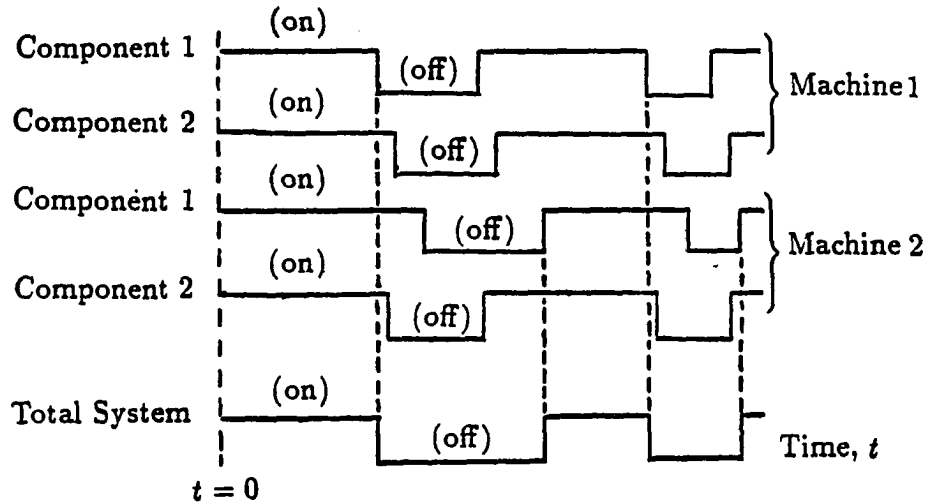 (on)
Component 1
(off)
Machine 1
(on)
Component 2
(off)
(on)
Component 1
(off)
Machine 2
(on)
Component 2
(off)
(on)
Total System
(off)
Time, t
t = 0